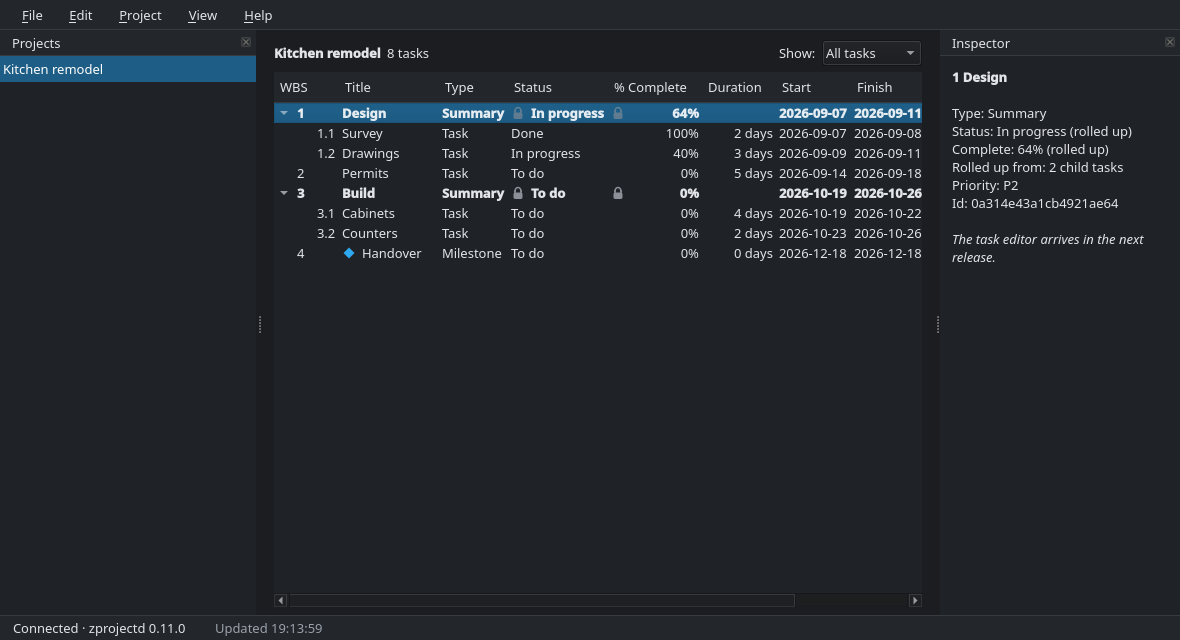 File Edit Project View Help
Projects
Kitchen remodel
Kitchen remodel 8 tasks Show: All tasks
WBS Title Type Status % Complete Duration Start Finish
1 Design Summary In progress 64% 2026-09-07 2026-09-11
1.1 Survey Task Done 100% 2 days 2026-09-07 2026-09-08
1.2 Drawings Task In progress 40% 3 days 2026-09-09 2026-09-11
2 Permits Task To do 0% 5 days 2026-09-14 2026-09-18
3 Build Summary To do 0% 2026-10-19 2026-10-26
3.1 Cabinets Task To do 0% 4 days 2026-10-19 2026-10-22
3.2 Counters Task To do 0% 2 days 2026-10-23 2026-10-26
4 Handover Milestone To do 0% 0 days 2026-12-18 2026-12-18
Inspector
1 Design
Type: Summary
Status: In progress (rolled up)
Complete: 64% (rolled up)
Rolled up from: 2 child tasks
Priority: P2
Id: 0a314e43a1cb4921ae64
The task editor arrives in the next
release.
Connected · zprojectd 0.11.0 Updated 19:13:59